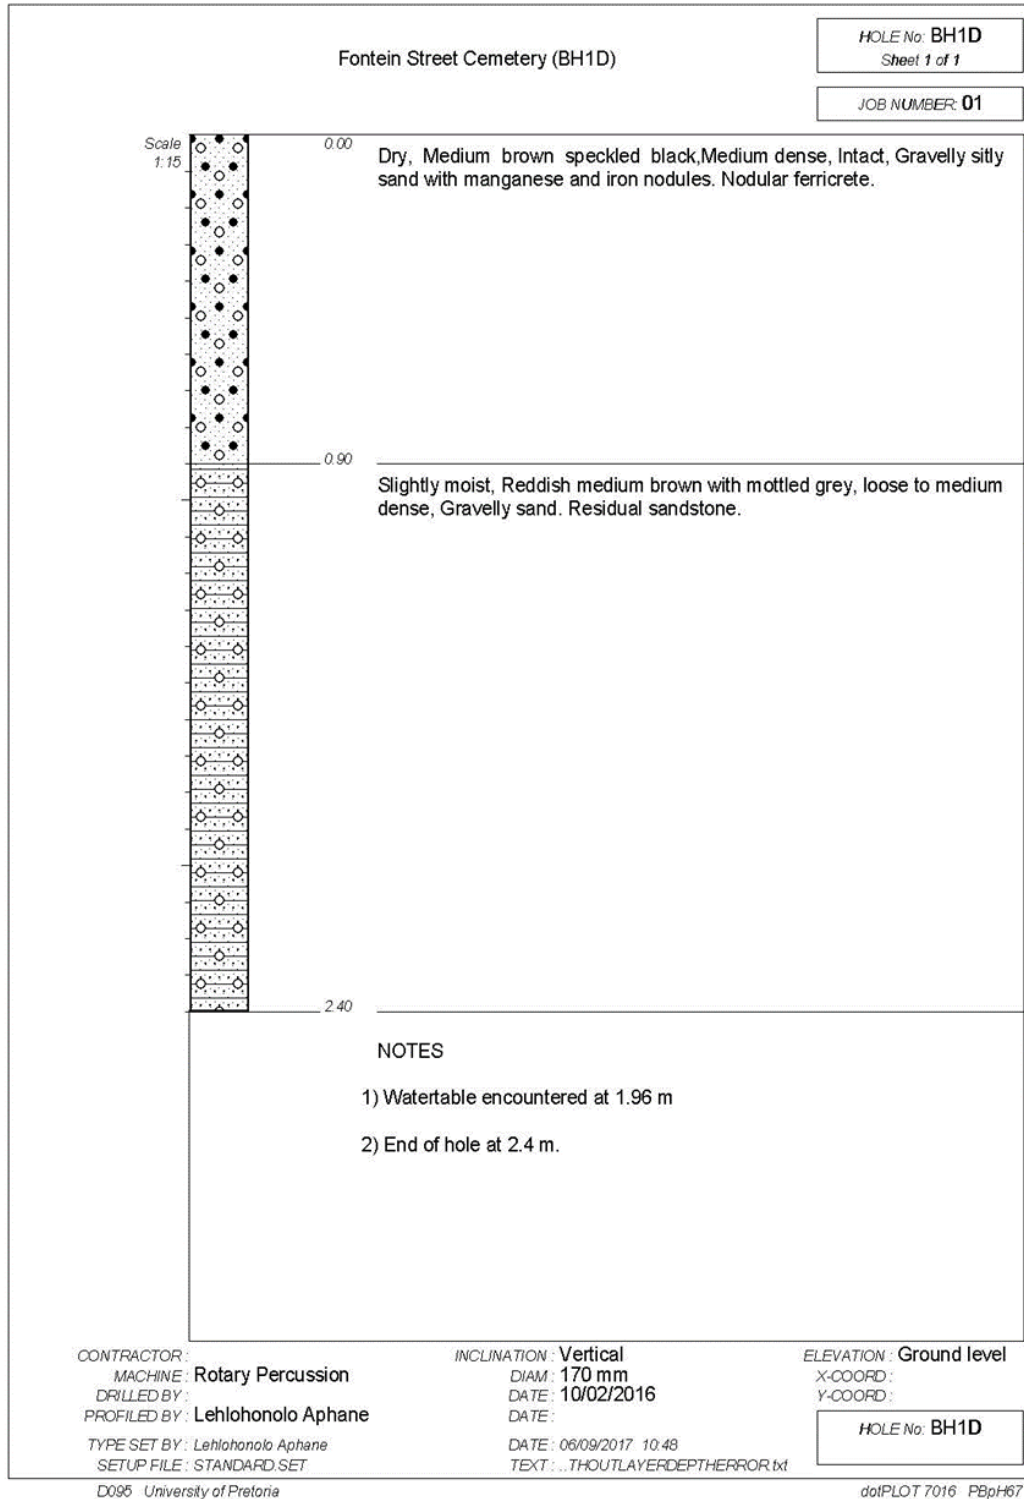 Fontein Street Cemetery (BH1D)
HOLE No: BH1D
Sheet 1 of 1
JOB NUMBER: 01
Scale
1:15
0.00
Dry, Medium brown speckled black,Medium dense, Intact, Gravelly sitly
sand with manganese and iron nodules. Nodular ferricrete.
0.90
Slightly moist, Reddish medium brown with mottled grey, loose to medium
dense, Gravelly sand. Residual sandstone.
2.40
NOTES
1) Watertable encountered at 1.96 m
2) End of hole at 2.4 m.
CONTRACTOR :
MACHINE : Rotary Percussion
DRILLED BY :
PROFILED BY : Lehlohonolo Aphane
TYPE SET BY : Lehlohonolo Aphane
SETUP FILE : STANDARD.SET
INCLINATION : Vertical
DIAM : 170 mm
DATE : 10/02/2016
DATE :
DATE : 06/09/2017 10:48
TEXT : ..THOUTLAYERDEPTHERROR.txt
ELEVATION : Ground level
X-COORD :
Y-COORD :
HOLE No: BH1D
D095 University of Pretoria
dotPLOT 7016 PBpH67